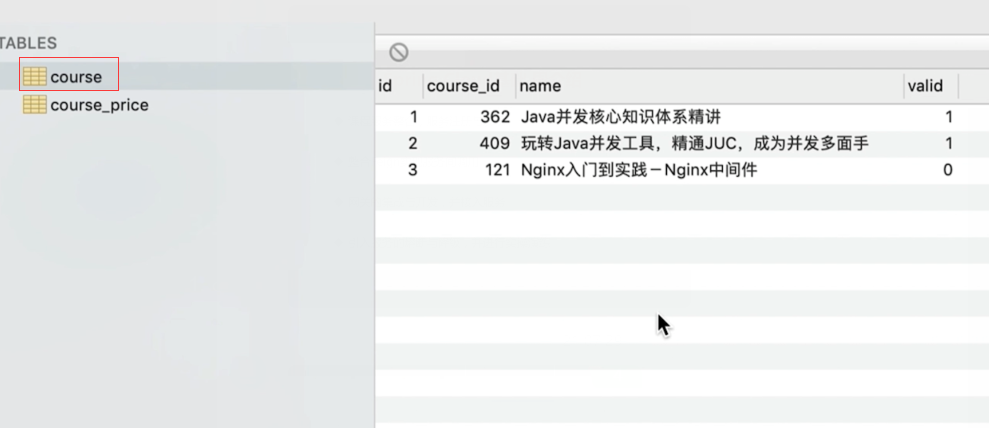 TABLES
course
course_price
id course_id name valid
1 362 Java并发核心知识体系精讲 1
2 409 玩转Java并发工具，精通JUC，成为并发多面手 1
3 121 Nginx入门到实践－Nginx中间件 0